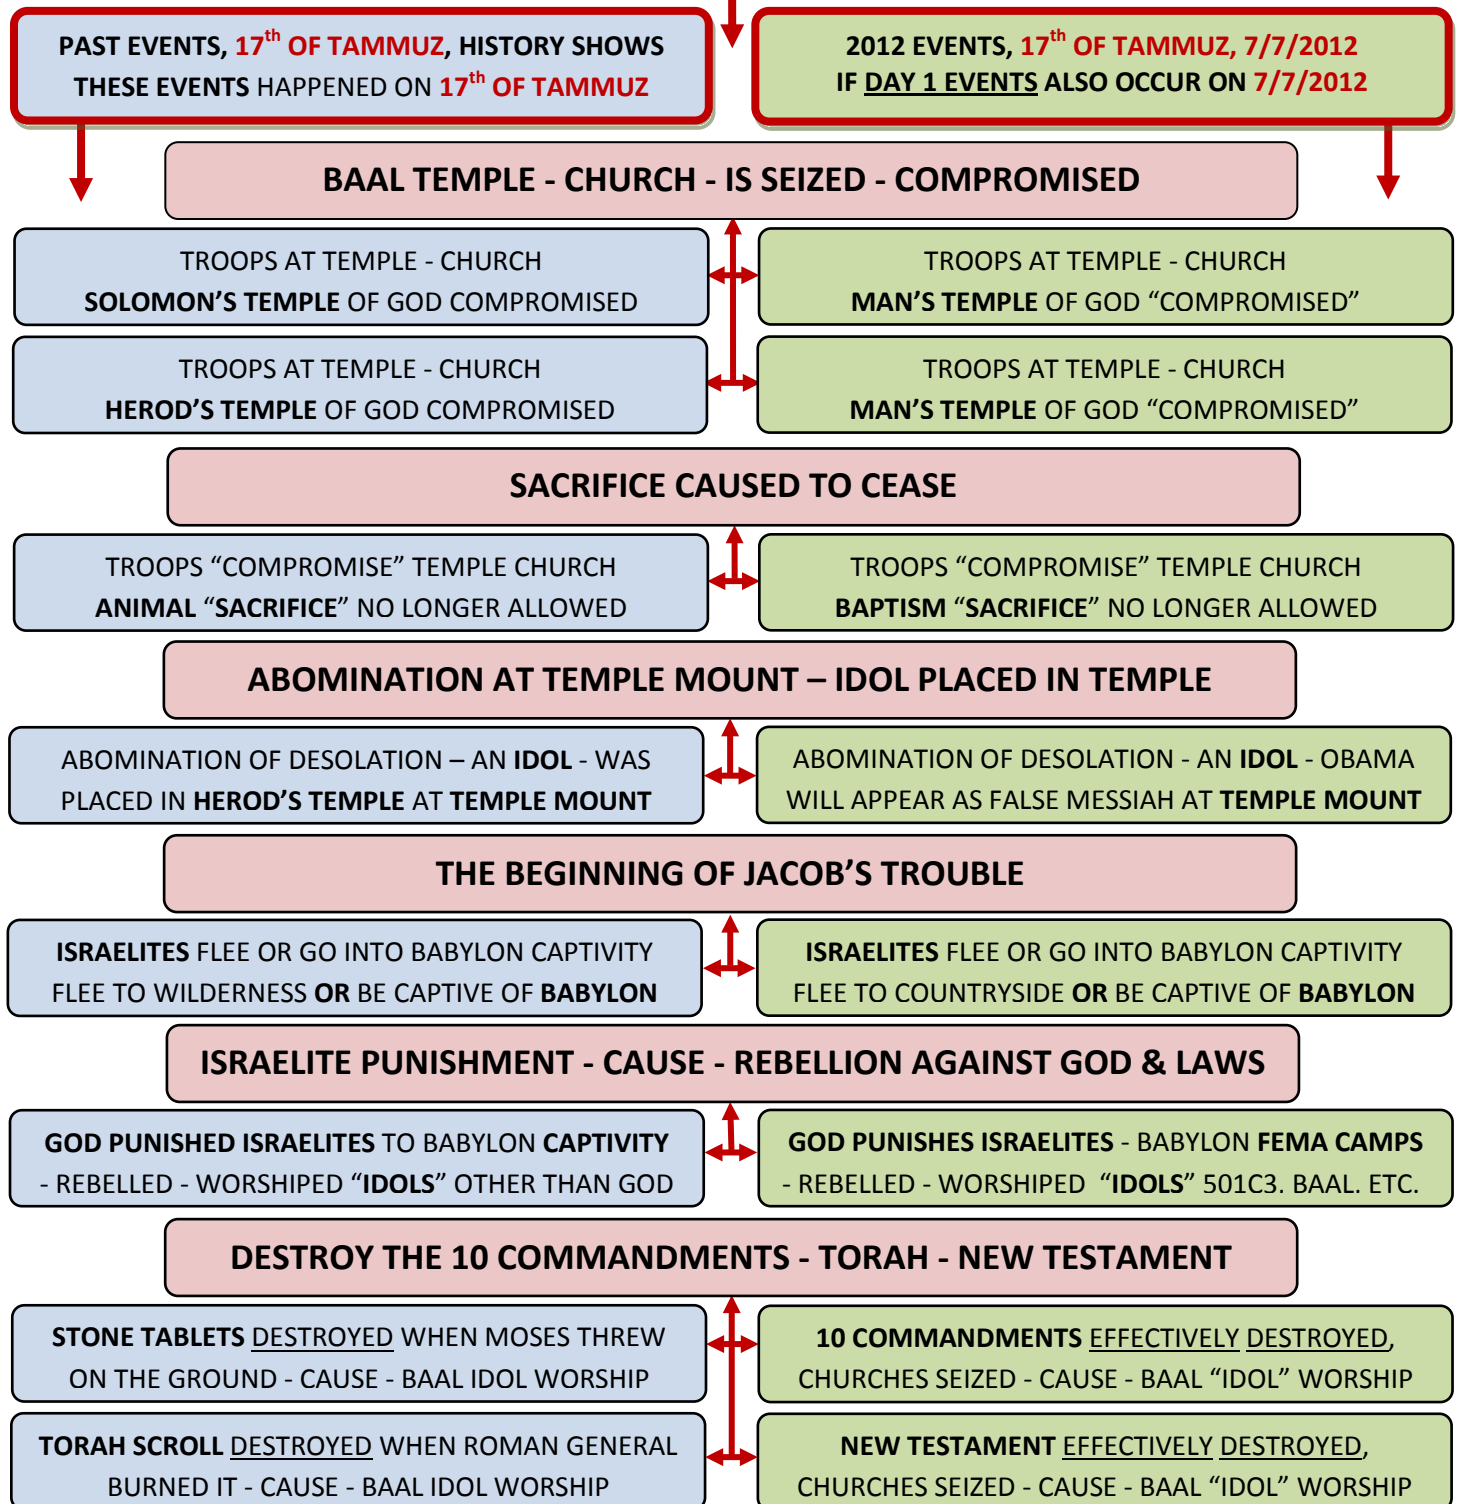 PAST EVENTS, 17th OF TAMMUZ, HISTORY SHOWS
THESE EVENTS HAPPENED ON 17th OF TAMMUZ
2012 EVENTS, 17th OF TAMMUZ, 7/7/2012
IF DAY 1 EVENTS ALSO OCCUR ON 7/7/2012
BAAL TEMPLE - CHURCH - IS SEIZED - COMPROMISED
TROOPS AT TEMPLE - CHURCH
SOLOMON’S TEMPLE OF GOD COMPROMISED
TROOPS AT TEMPLE - CHURCH
MAN’S TEMPLE OF GOD “COMPROMISED”
TROOPS AT TEMPLE - CHURCH
HEROD’S TEMPLE OF GOD COMPROMISED
TROOPS AT TEMPLE - CHURCH
MAN’S TEMPLE OF GOD “COMPROMISED”
SACRIFICE CAUSED TO CEASE
TROOPS “COMPROMISE” TEMPLE CHURCH
ANIMAL “SACRIFICE” NO LONGER ALLOWED
TROOPS “COMPROMISE” TEMPLE CHURCH
BAPTISM “SACRIFICE” NO LONGER ALLOWED
ABOMINATION AT TEMPLE MOUNT – IDOL PLACED IN TEMPLE
ABOMINATION OF DESOLATION – AN IDOL - WAS
PLACED IN HEROD’S TEMPLE AT TEMPLE MOUNT
ABOMINATION OF DESOLATION - AN IDOL - OBAMA
WILL APPEAR AS FALSE MESSIAH AT TEMPLE MOUNT
THE BEGINNING OF JACOB’S TROUBLE
ISRAELITES FLEE OR GO INTO BABYLON CAPTIVITY
FLEE TO WILDERNESS OR BE CAPTIVE OF BABYLON
ISRAELITES FLEE OR GO INTO BABYLON CAPTIVITY
FLEE TO COUNTRYSIDE OR BE CAPTIVE OF BABYLON
ISRAELITE PUNISHMENT - CAUSE - REBELLION AGAINST GOD & LAWS
GOD PUNISHED ISRAELITES TO BABYLON CAPTIVITY
- REBELLED - WORSHIPED “IDOLS” OTHER THAN GOD
GOD PUNISHES ISRAELITES - BABYLON FEMA CAMPS
- REBELLED - WORSHIPED “IDOLS” 501C3. BAAL. ETC.
DESTROY THE 10 COMMANDMENTS - TORAH - NEW TESTAMENT
STONE TABLETS DESTROYED WHEN MOSES THREW
ON THE GROUND - CAUSE - BAAL IDOL WORSHIP
10 COMMANDMENTS EFFECTIVELY DESTROYED,
CHURCHES SEIZED - CAUSE - BAAL “IDOL” WORSHIP
TORAH SCROLL DESTROYED WHEN ROMAN GENERAL
BURNED IT - CAUSE - BAAL IDOL WORSHIP
NEW TESTAMENT EFFECTIVELY DESTROYED,
CHURCHES SEIZED - CAUSE - BAAL “IDOL” WORSHIP